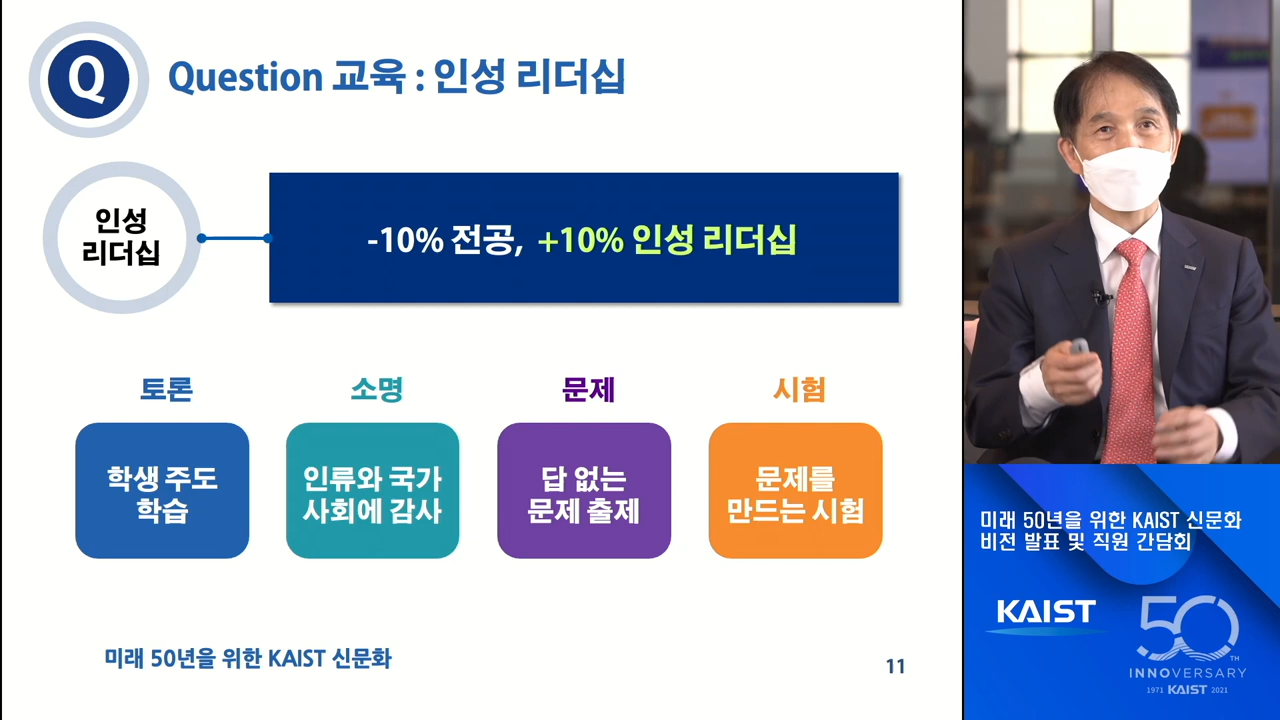 Q
Question 교육 : 인성 리더십
인성
리더십
-10% 전공, +10% 인성 리더십
토론
학생 주도
학습
소명
인류와 국가
사회에 감사
문제
답 없는
문제 출제
시험
문제를
만드는 시험
미래 50년을 위한 KAIST 신문화
11
미래 50년을 위한 KAIST 신문화
비전 발표 및 직원 간담회
KAIST
50TH
INNOVERSARY
1971 KAIST 2021